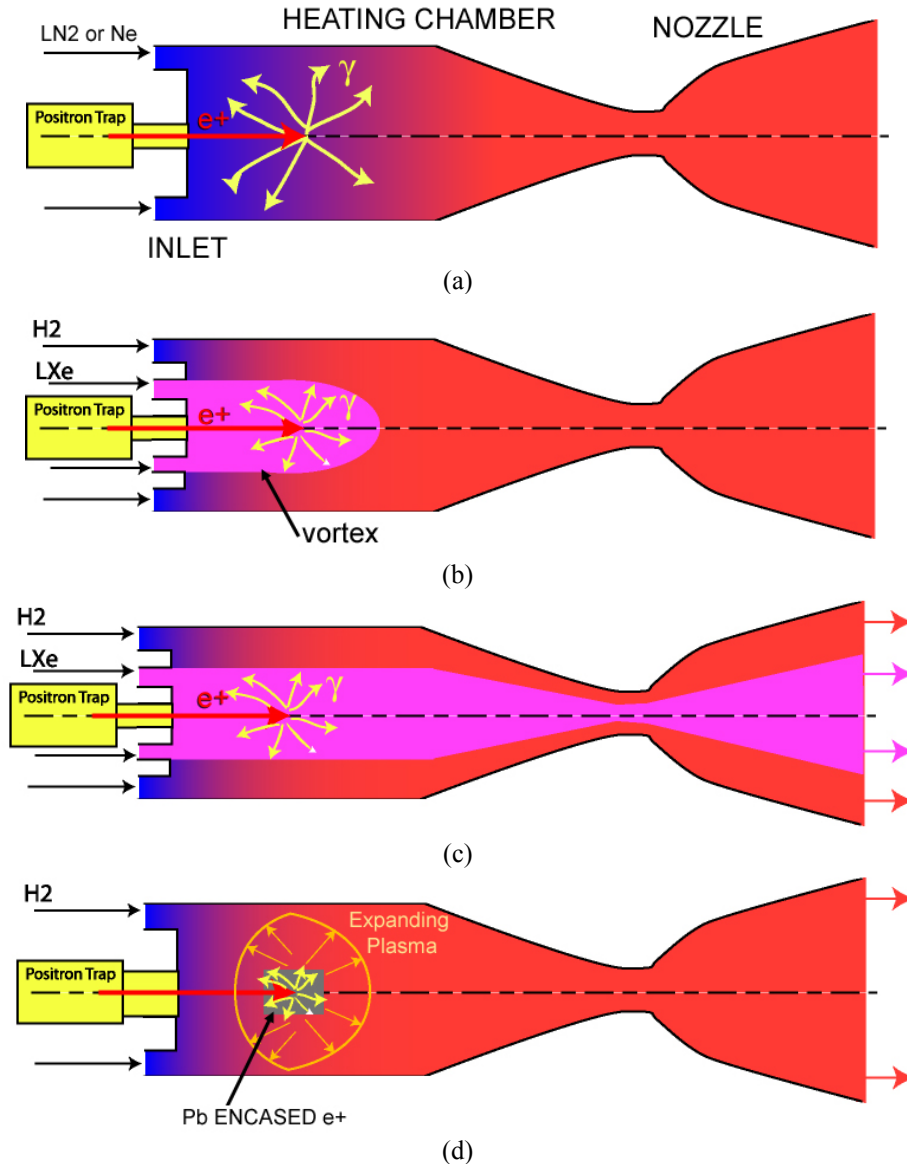 HEATING CHAMBER
NOZZLE
LN2 or Ne
γ
Positron Trap
e+
INLET
(a)
H2
LXe
γ
Positron Trap
e+
vortex
(b)
H2
LXe
γ
Positron Trap
e+
(c)
H2
Expanding
Plasma
Positron Trap
Pb ENCASED e+
(d)